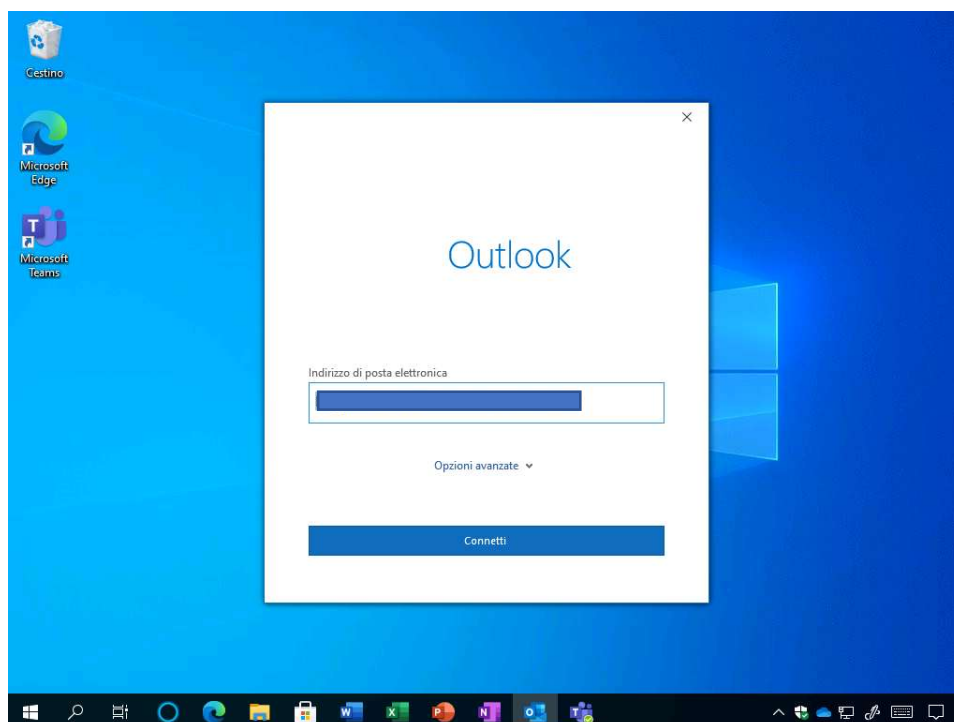 Cestino
Microsoft
Edge
Microsoft
Teams
Outlook
Indirizzo di posta elettronica
Opzioni avanzate
Connetti